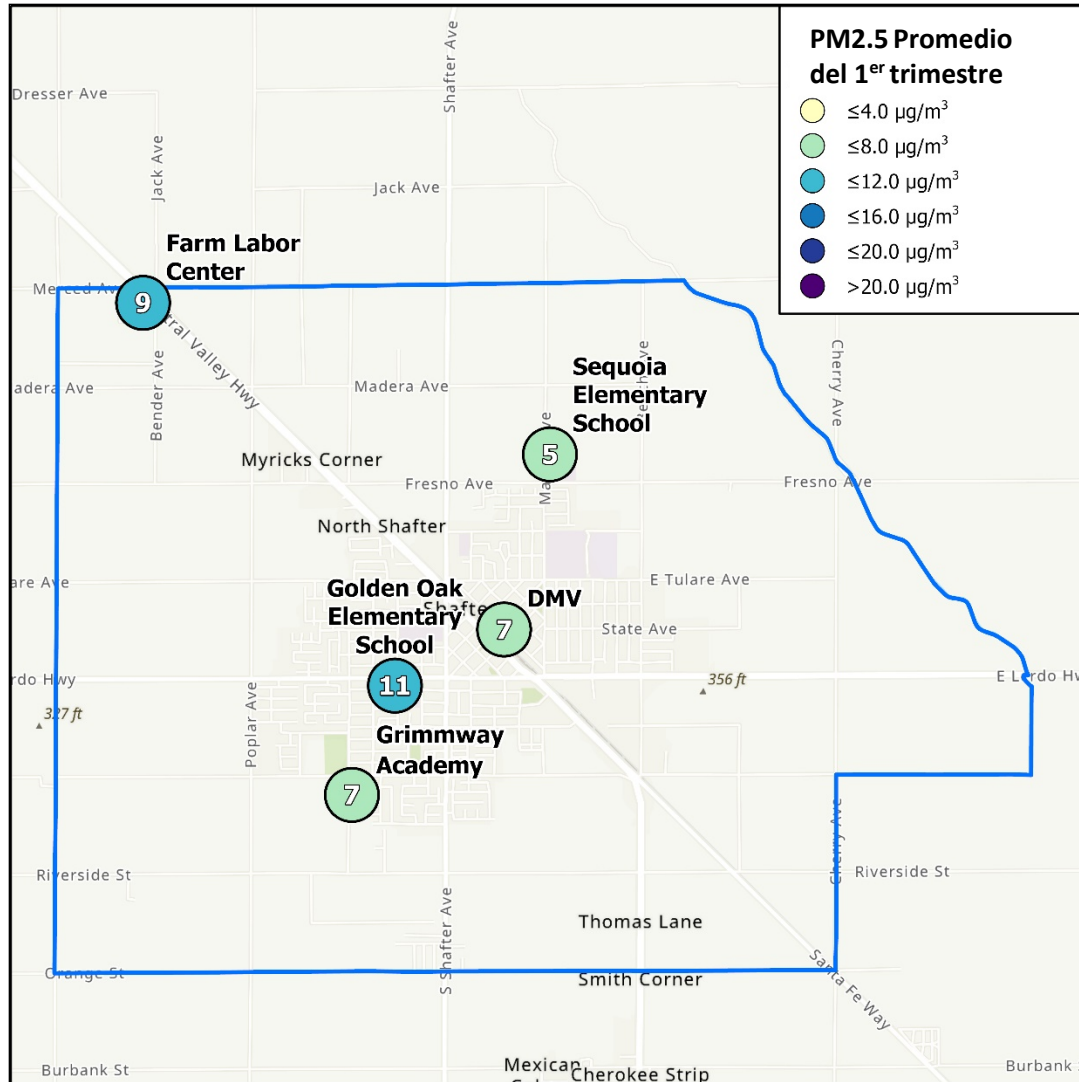 PM2.5 Promedio
del 1er trimestre
≤4.0 µg/m³
≤8.0 µg/m³
≤12.0 µg/m³
≤16.0 µg/m³
≤20.0 µg/m³
>20.0 µg/m³
Dresser Ave
Shafter Ave
Jack Ave
Jack Ave
Farm Labor
Center
9
Bender Ave
Madera Ave
Sequoia
Elementary
School
5
Cherry Ave
Myricks Corner
Fresno Ave
Fresno Ave
North Shafter
E Tulare Ave
Golden Oak
Elementary
School
DMV
7
State Ave
11
356 ft
327 ft
Poplar Ave
Grimmway
Academy
7
Cherry Ave
Riverside St
Riverside St
S Shafter Ave
Thomas Lane
Orange St
Smith Corner
Santa Fe Way
Burbank St
Mexican
Cherokee Strip
Burbank